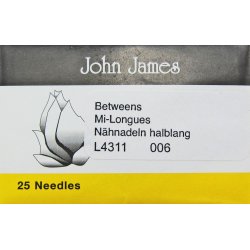 John James
Betweens
Mi-Longues
Nähnadeln halblang
L4311 006
25 Needles